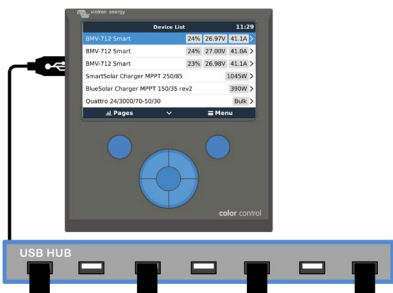 victron energy
Device List 11:29
BMV-712 Smart 24% 26.97V 41.1A >
BMV-712 Smart 24% 27.00V 41.0A >
BMV-712 Smart 23% 26.98V 41.1A >
SmartSolar Charger MPPT 250/85 1045W >
BlueSolar Charger MPPT 150/35 rev2 390W >
Quattro 24/3000/70-50/30 Bulk >
Pages Menu
color control
USB HUB